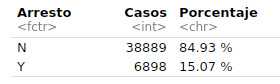 Arresto Casos Porcentaje
<fctr> <int> <chr>
N 38889 84.93 %
Y 6898 15.07 %